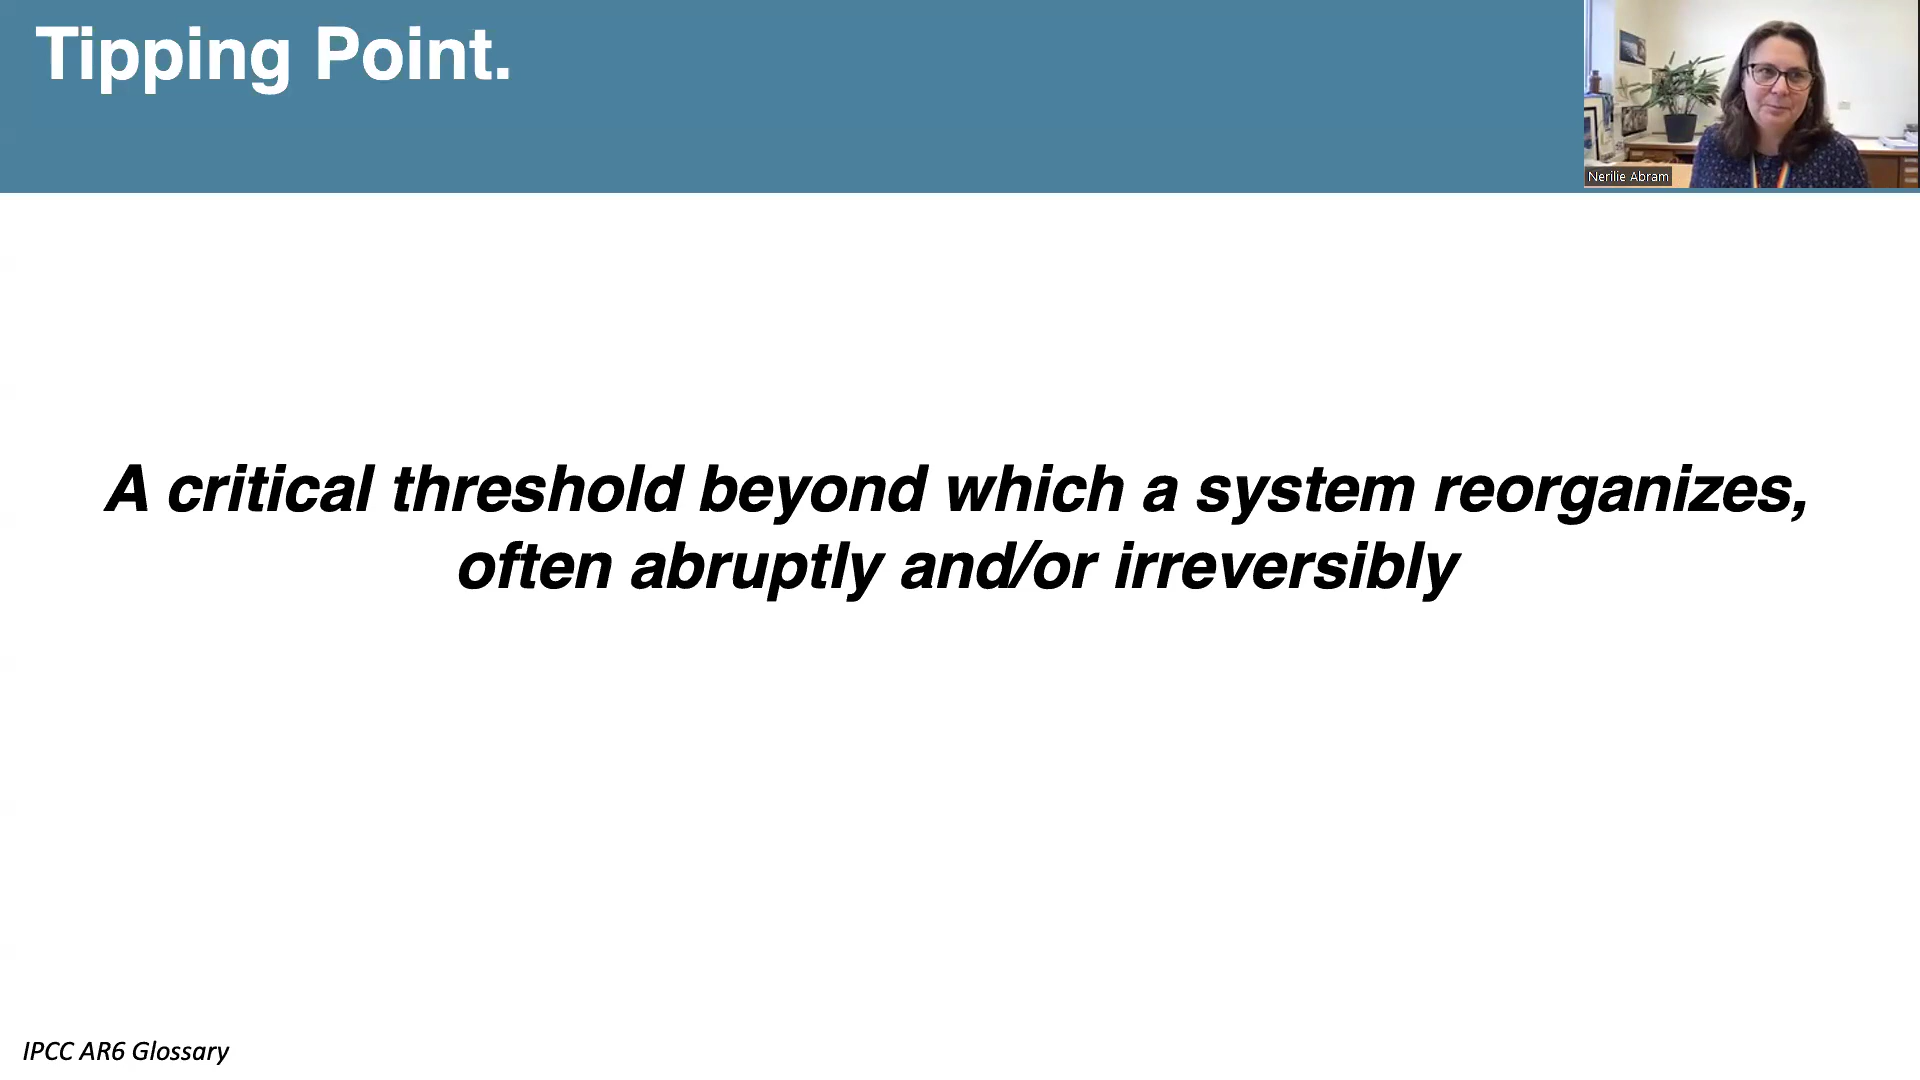 Tipping Point.
Nerilie Abram
A critical threshold beyond which a system reorganizes,
often abruptly and/or irreversibly
IPCC AR6 Glossary